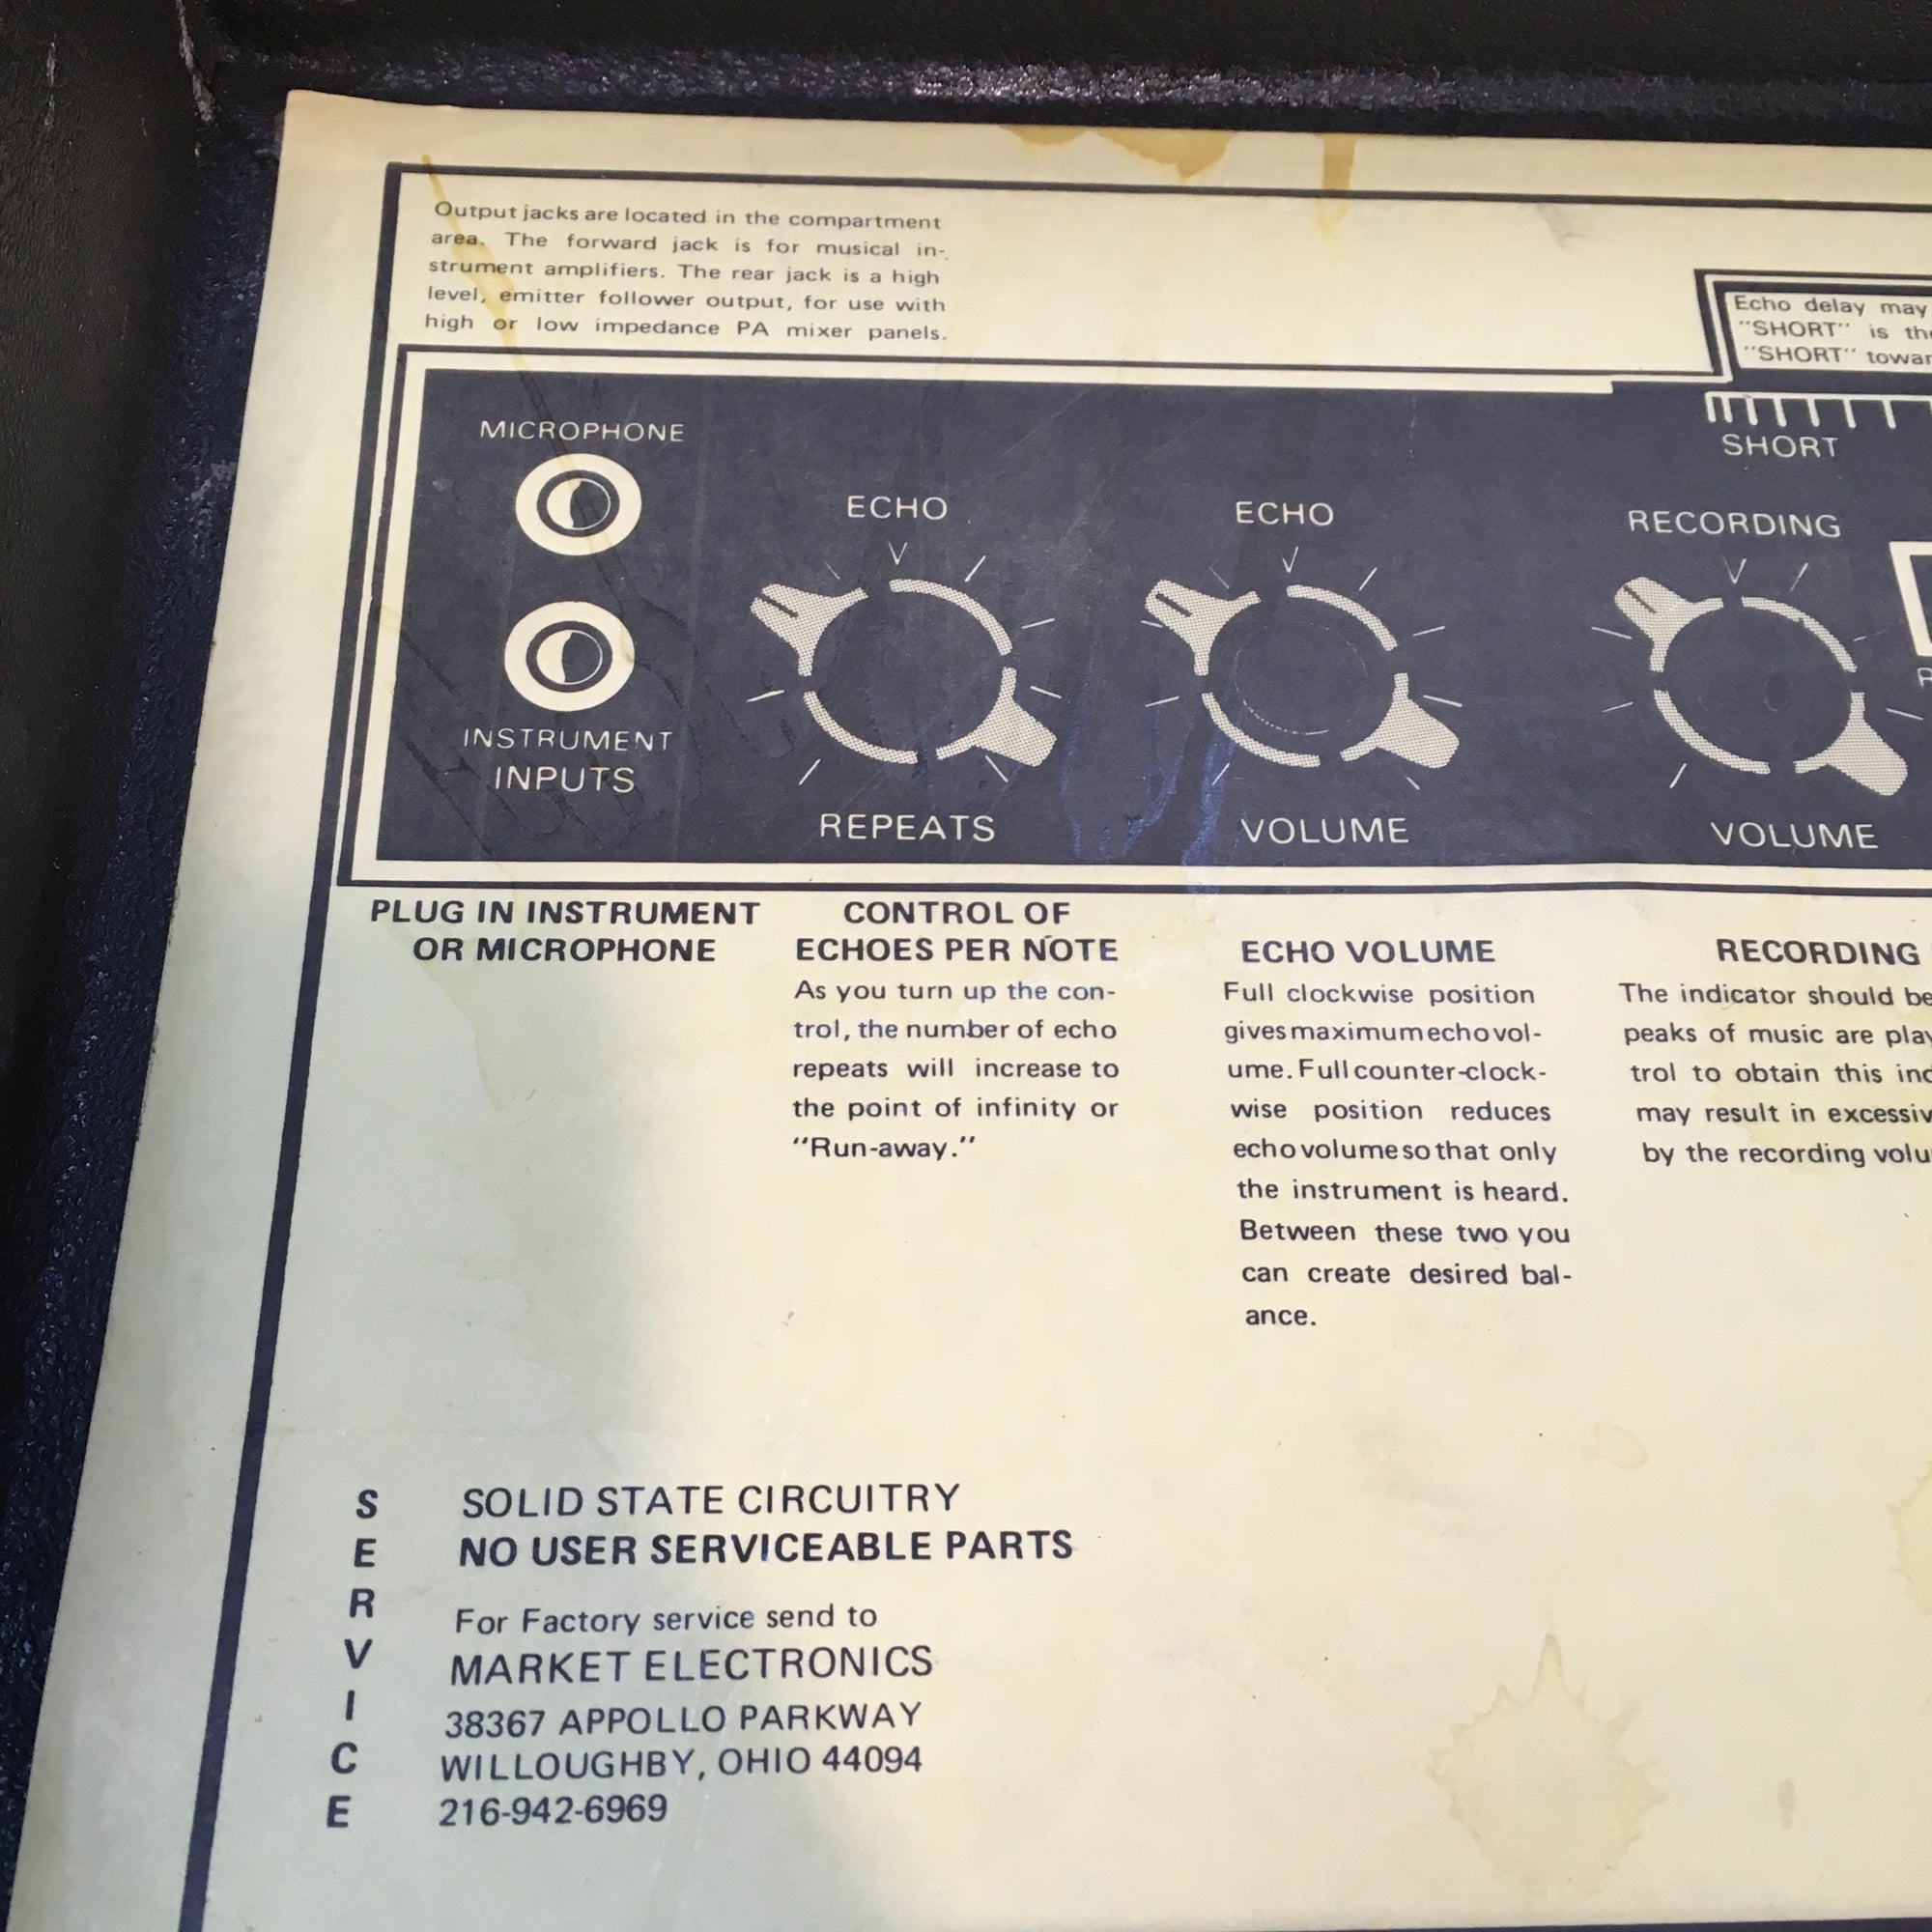 Output jacks are located in the compartment
area. The forward jack is for musical in-
strument amplifiers. The rear jack is a high
level, emitter follower output, for use with
high or low impedance PA mixer panels.
Echo delay may
"SHORT" is
"SHORT"
SHORT
MICROPHONE
INSTRUMENT
INPUTS
ECHO
REPEATS
ECHO
VOLUME
RECORDING
VOLUME
PLUG IN INSTRUMENT
OR MICROPHONE
CONTROL OF
ECHOES PER NOTE
As you turn up the con-
trol, the number of echo
repeats will increase to
the point of infinity or
"Run-away."
ECHO VOLUME
Full clockwise position
gives maximum echo vol-
ume. Full counter-clock-
wise position reduces
echo volume so that only
the instrument is heard.
Between these two you
can create desired bal-
ance.
RECORDING
The indicator should be
peaks of music are
trol to obtain this
may result in
by the recording
S
E
R
V
I
C
E
SOLID STATE CIRCUITRY
NO USER SERVICEABLE PARTS
For Factory service send to
MARKET ELECTRONICS
38367 APPOLLO PARKWAY
WILLOUGHBY, OHIO 44094
216-942-6969